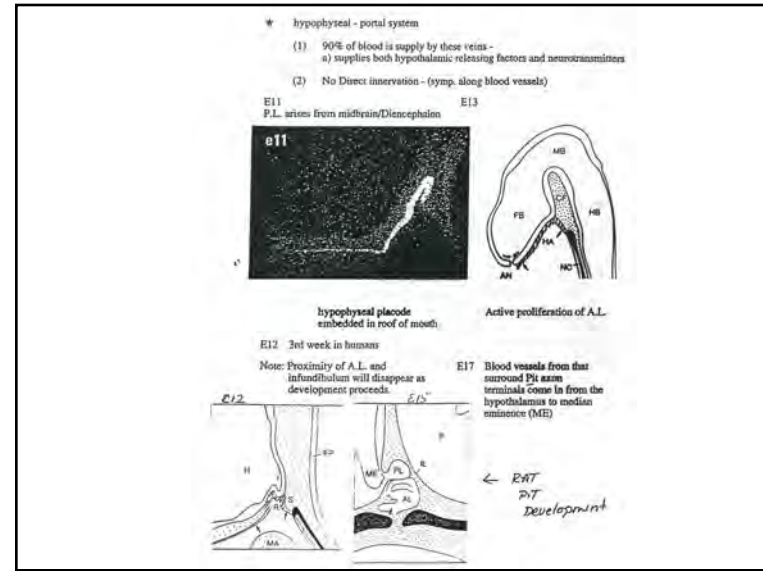 * hypophyseal - portal system
(1) 90% of blood is supply by these veins -
a) supplies both hypothalamic releasing factors and neurotransmitters
(2) No Direct innervation - (symp. along blood vessels)
E11
P.L. arises from midbrain/Diencephalon
E13
e11
MB
FB
HB
HA
AN
NC
hypophyseal placode
embedded in roof of mouth
Active proliferation of A.L.
E12 3rd week in humans
Note: Proximity of A.L. and
infundibulum will disappear as
development proceeds.
E17 Blood vessels from that
surround Pit axon
terminals come in from the
hypothalamus to median
eminence (ME)
E12
E15
H
S
R
MA
P
ME
PL
IL
AL
← RAT
PIT
Development